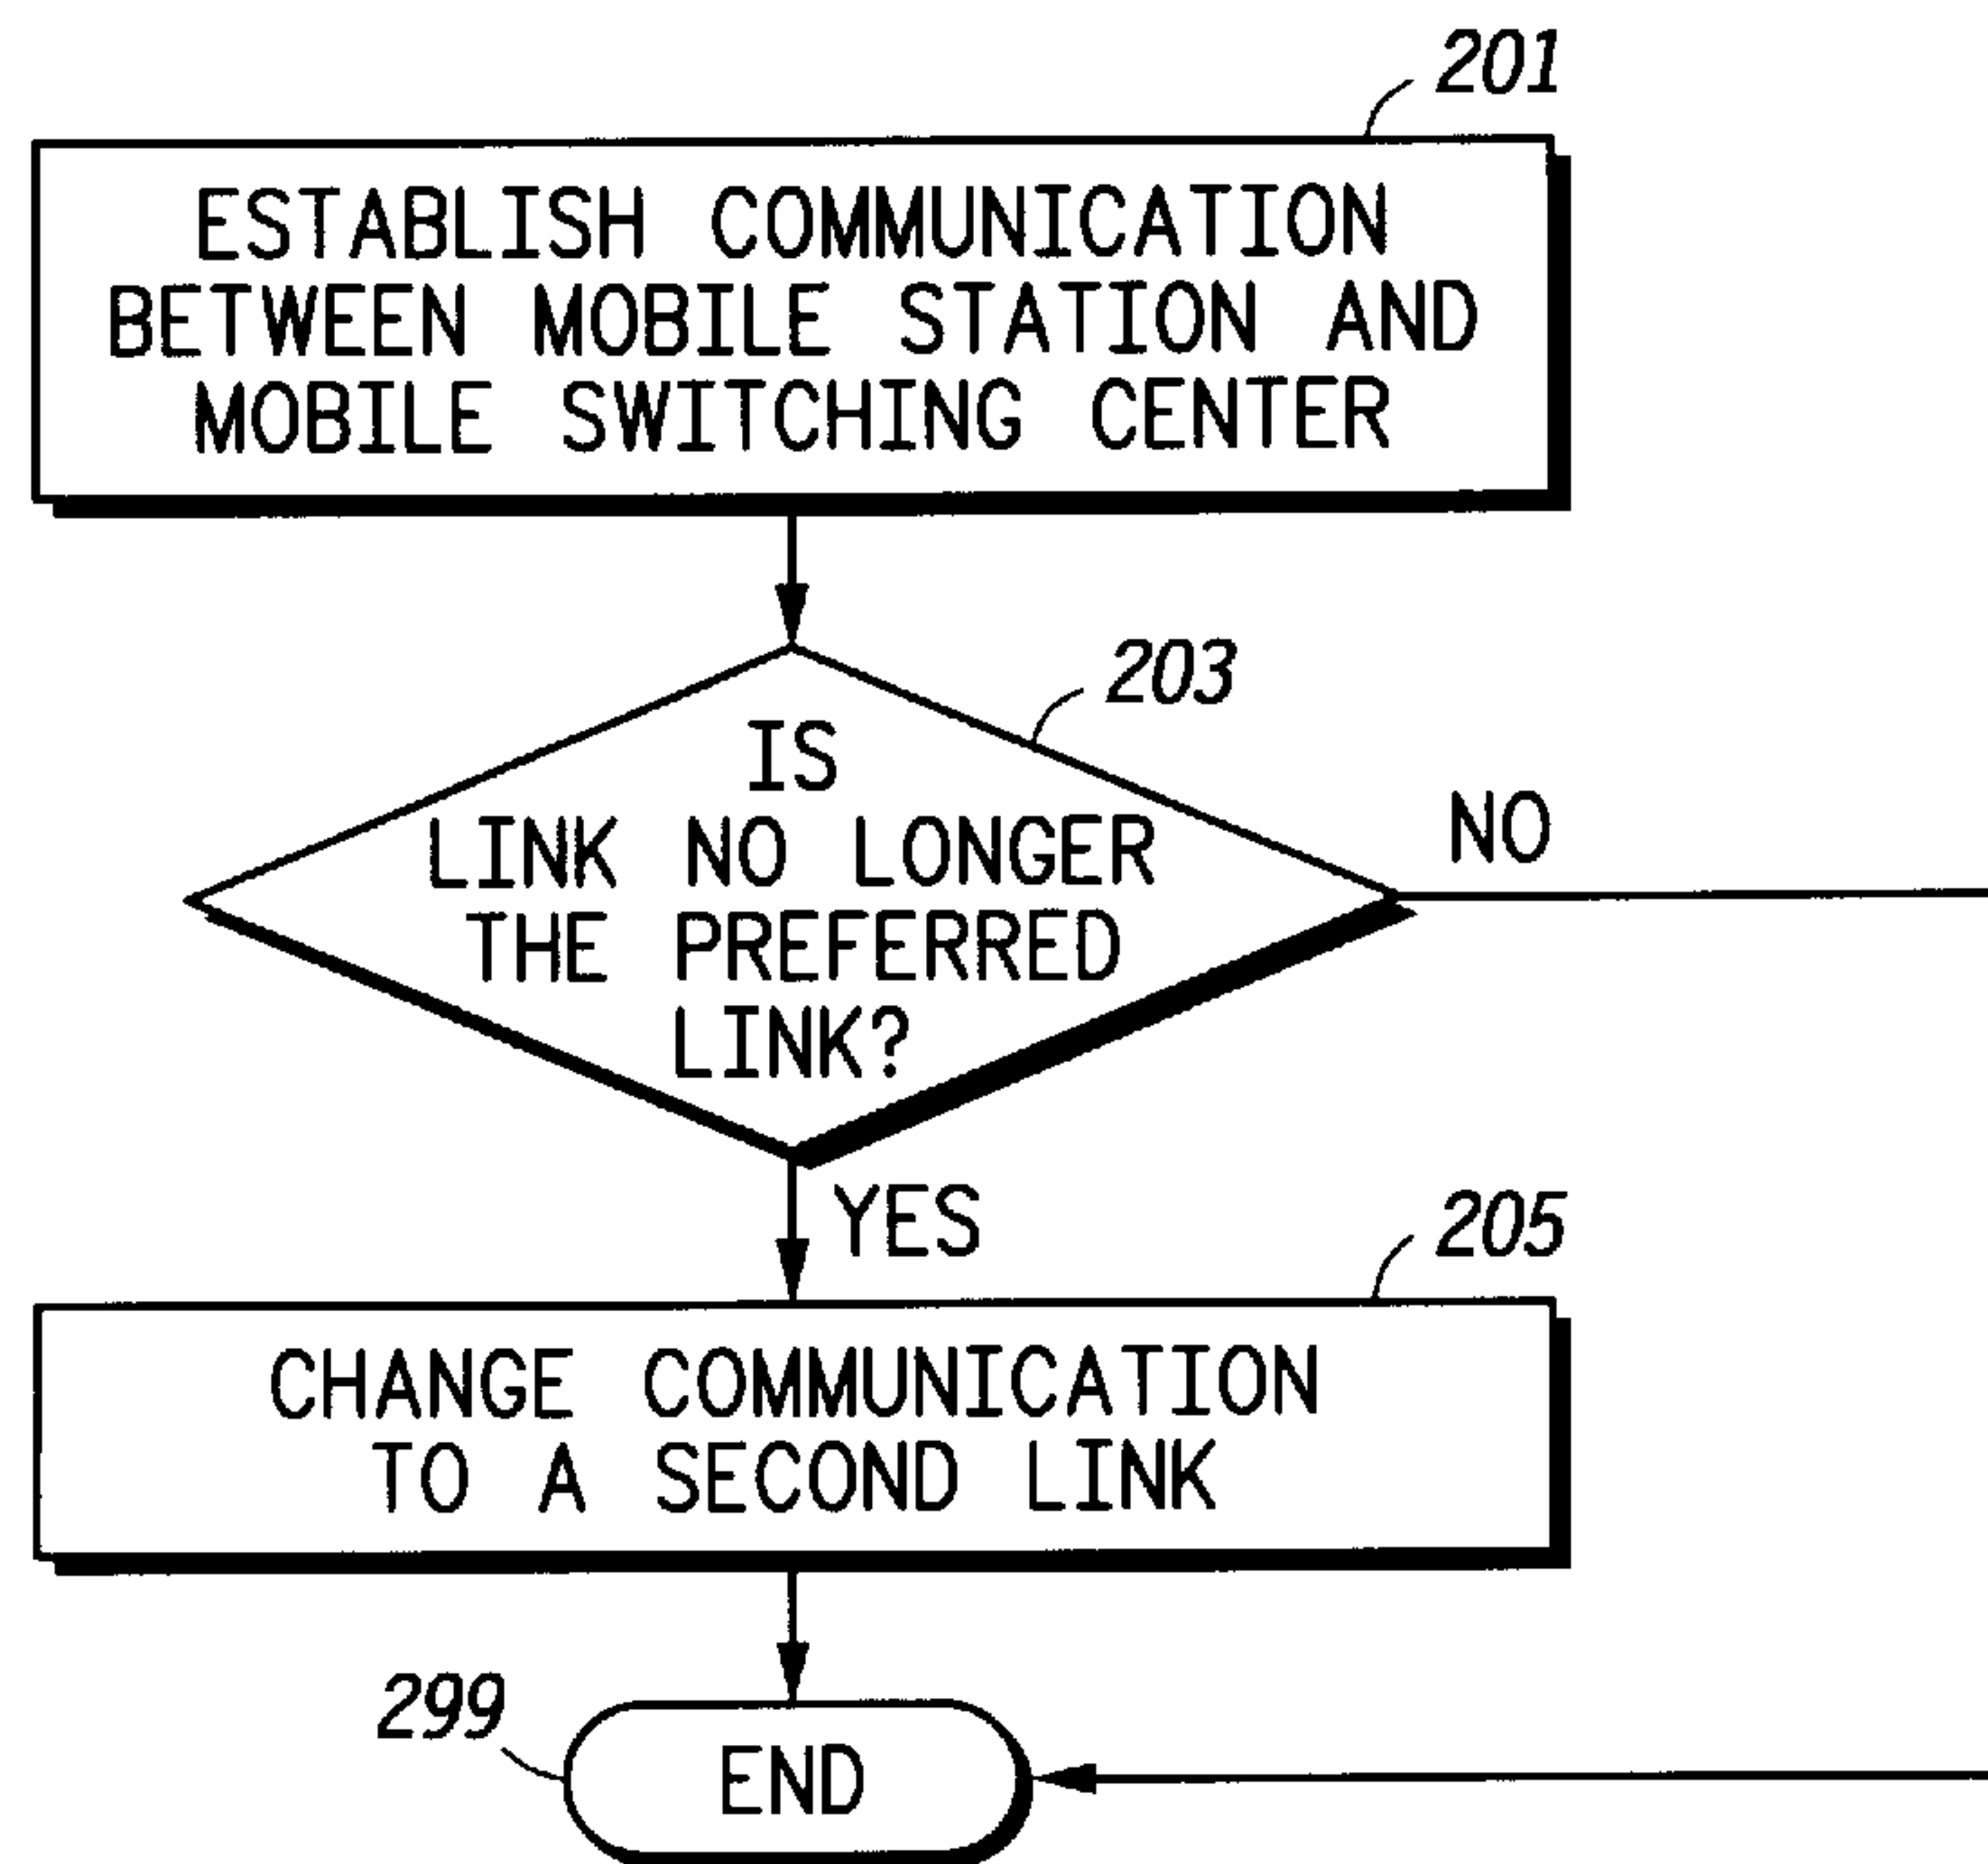 201
ESTABLISH COMMUNICATION
BETWEEN MOBILE STATION AND
MOBILE SWITCHING CENTER
203
IS
LINK NO LONGER
THE PREFERRED
LINK?
NO
YES
205
CHANGE COMMUNICATION
TO A SECOND LINK
299
END